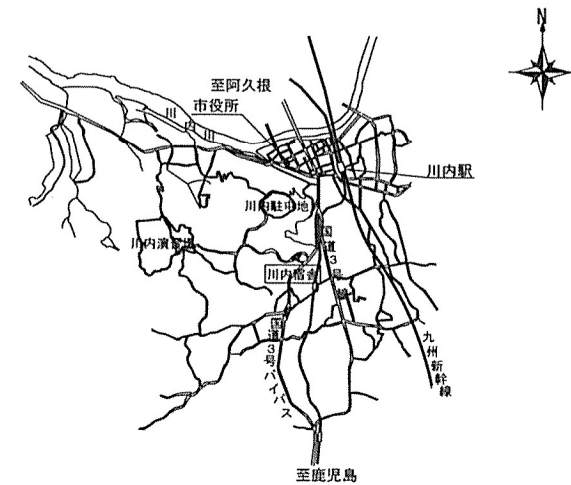 N
至阿久根
市役所
川内川
川内駅
川内駐屯地
川内演習場
国道3号線
川内宿舎
国道3号バイパス
九州新幹線
至鹿児島